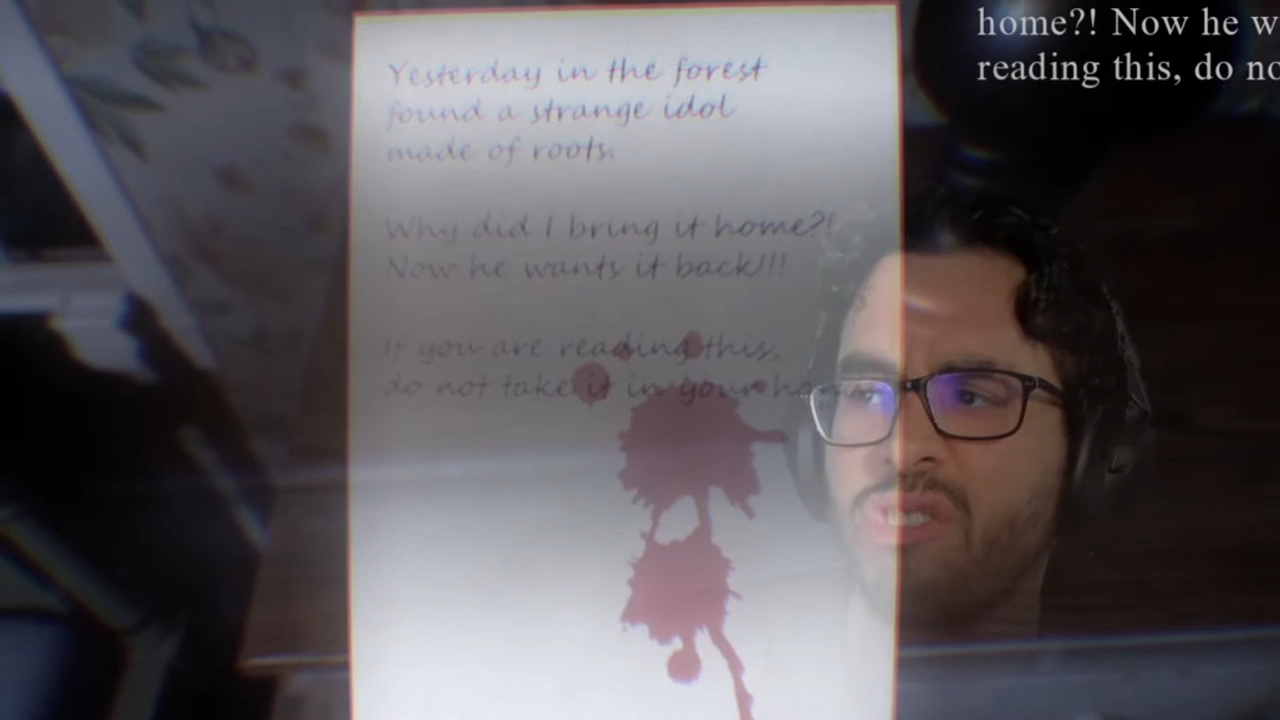 Yesterday in the forest
found a strange idol
made of roots.
Why did I bring it home?!
Now he wants it back!!!
If you are reading this,
do not take it in your
home?! Now he w
reading this, do no